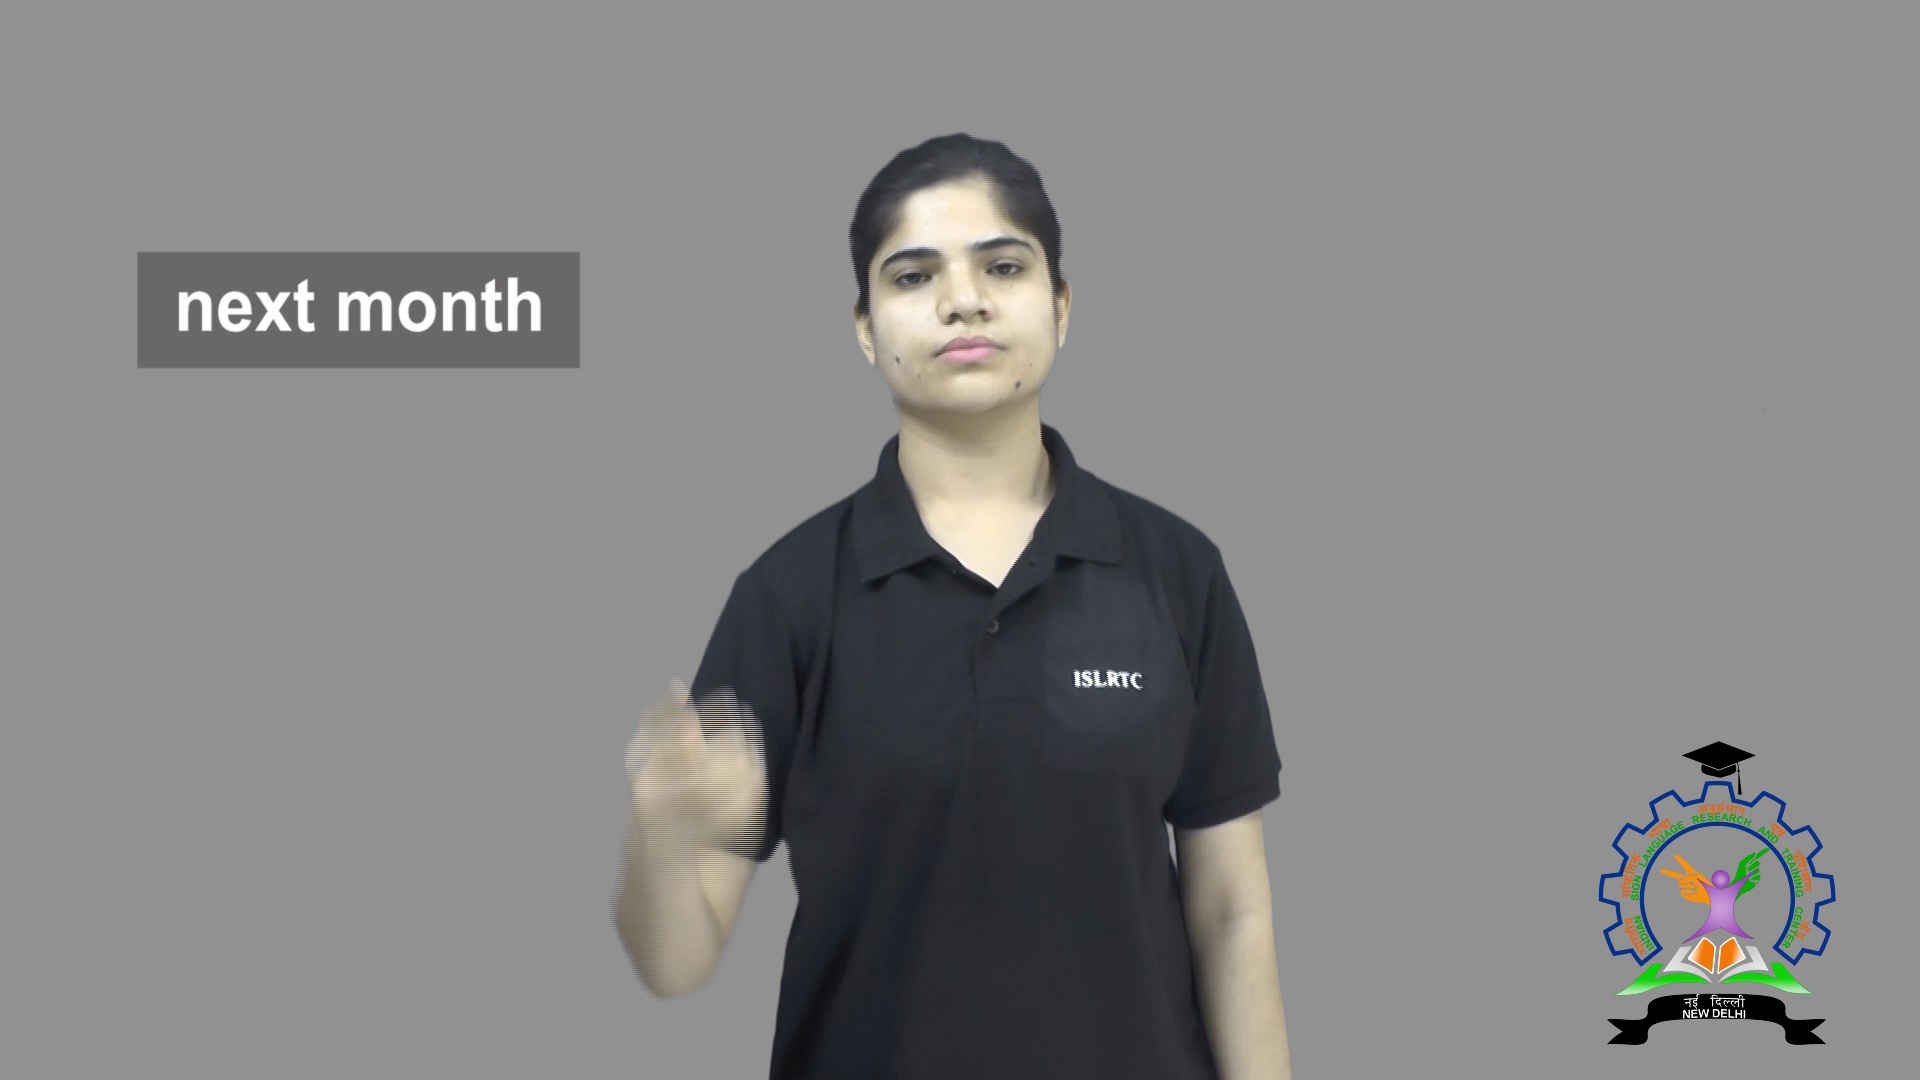 next month
ISLRTC
INDIAN SIGN LANGUAGE RESEARCH AND TRAINING CENTER
नई दिल्ली
NEW DELHI